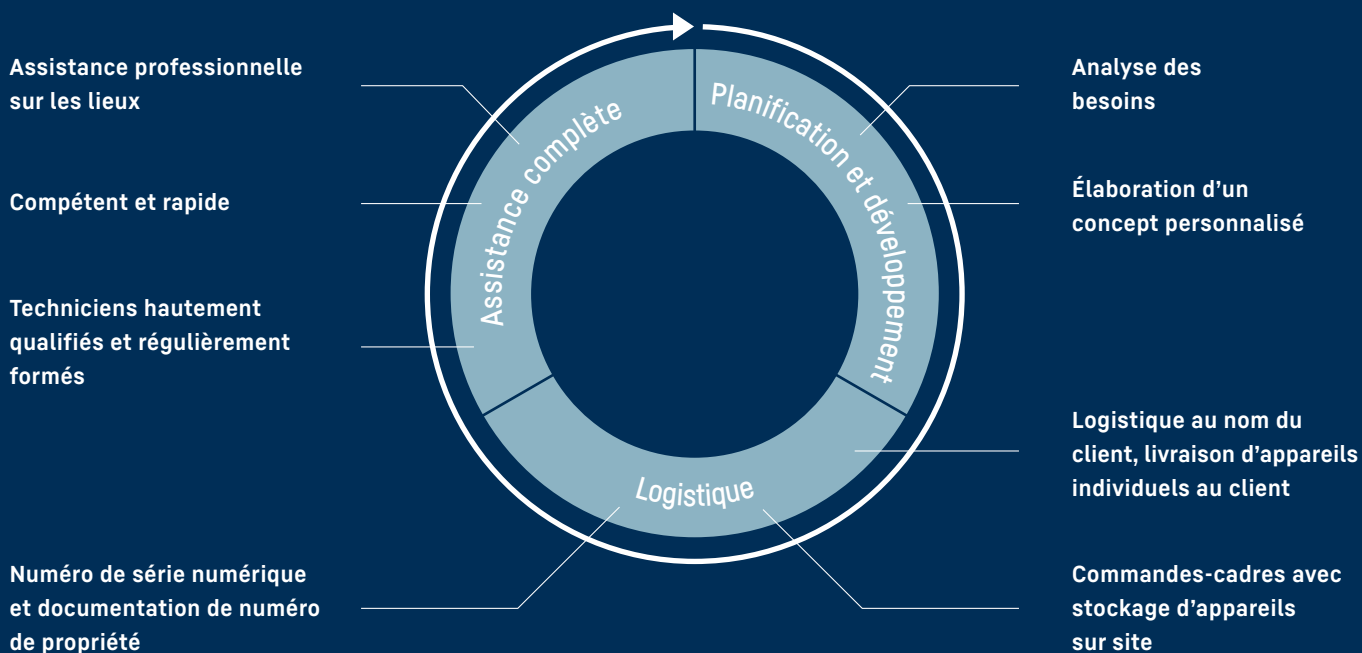 Assistance professionnelle
sur les lieux
Compétent et rapide
Techniciens hautement
qualifiés et régulièrement
formés
Numéro de série numérique
et documentation de numéro
de propriété
Assistance complète
Planification et développement
Logistique
Analyse des
besoins
Élaboration d’un
concept personnalisé
Logistique au nom du
client, livraison d’appareils
individuels au client
Commandes-cadres avec
stockage d’appareils
sur site